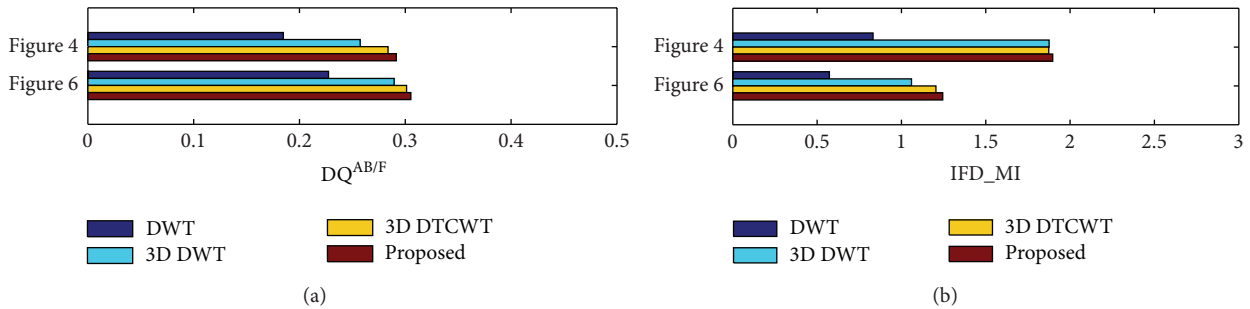 Figure 4
Figure 6
0 0.1 0.2 0.3 0.4 0.5
DQ^AB/F
DWT
3D DWT
3D DTCWT
Proposed
(a)
Figure 4
Figure 6
0 0.5 1 1.5 2 2.5 3
IFD_MI
DWT
3D DWT
3D DTCWT
Proposed
(b)